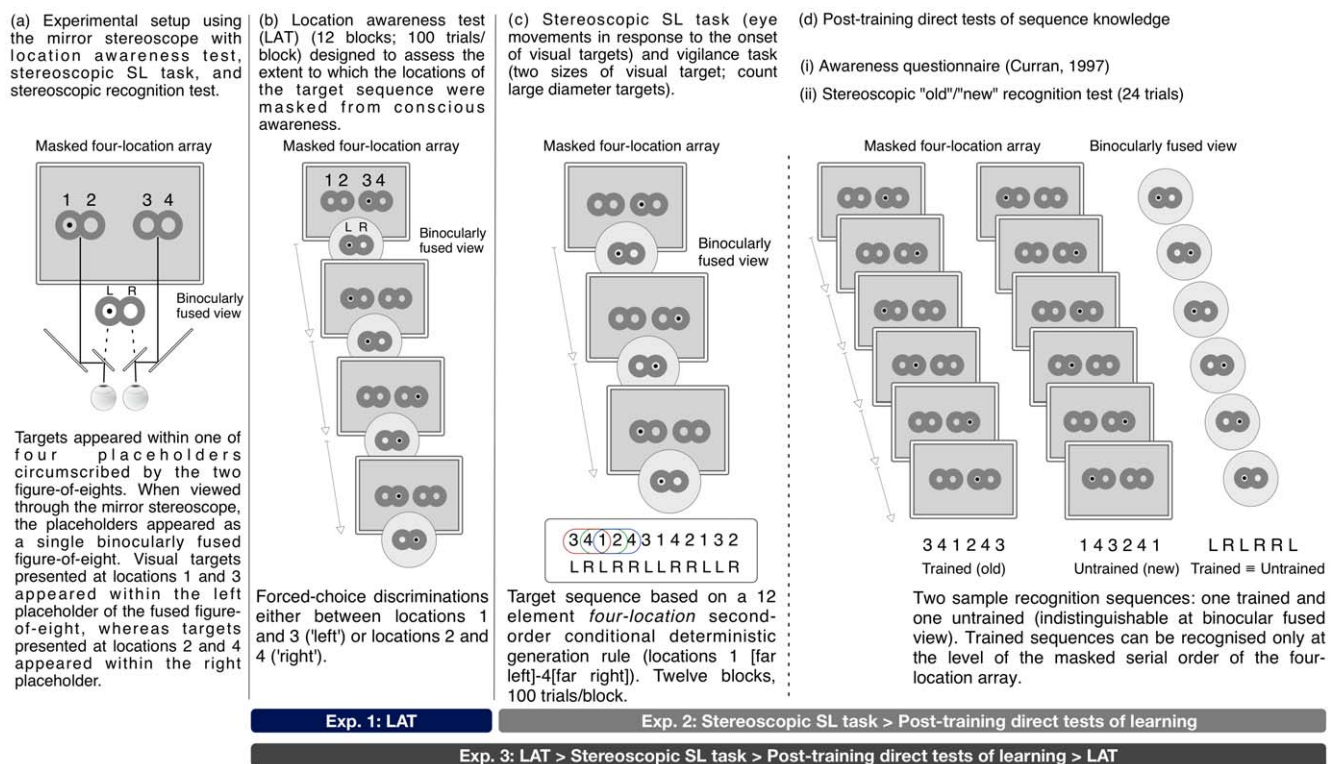 (a) Experimental setup using
the mirror stereoscope with
location awareness test,
stereoscopic SL task, and
stereoscopic recognition test.
Masked four-location array
1 2 3 4
L R
Binocularly
fused view
Targets appeared within one of
four placeholders
circumscribed by the two
figure-of-eights. When viewed
through the mirror stereoscope,
the placeholders appeared as
a single binocularly fused
figure-of-eight. Visual targets
presented at locations 1 and 3
appeared within the left
placeholder of the fused figure-
of-eight, whereas targets
presented at locations 2 and 4
appeared within the right
placeholder.
(b) Location awareness test
(LAT) (12 blocks; 100 trials/
block) designed to assess the
extent to which the locations of
the target sequence were
masked from conscious
awareness.
Masked four-location array
1 2 3 4
L R
Binocularly
fused view
Forced-choice discriminations
either between locations 1
and 3 ('left') or locations 2 and
4 ('right').
(c) Stereoscopic SL task (eye
movements in response to the onset
of visual targets) and vigilance task
(two sizes of visual target; count
large diameter targets).
Masked four-location array
Binocularly
fused view
3 4 1 2 4 3 1 4 2 1 3 2
L R L R R L L R R L L R
Target sequence based on a 12
element four-location second-
order conditional deterministic
generation rule (locations 1 [far
left]-4[far right]). Twelve blocks,
100 trials/block.
(d) Post-training direct tests of sequence knowledge
(i) Awareness questionnaire (Curran, 1997)
(ii) Stereoscopic "old"/"new" recognition test (24 trials)
Masked four-location array Binocularly fused view
3 4 1 2 4 3 1 4 3 2 4 1 L R L R R L
Trained (old) Untrained (new) Trained ≡ Untrained
Two sample recognition sequences: one trained and
one untrained (indistinguishable at binocular fused
view). Trained sequences can be recognised only at
the level of the masked serial order of the four-
location array.
Exp. 1: LAT
Exp. 2: Stereoscopic SL task > Post-training direct tests of learning
Exp. 3: LAT > Stereoscopic SL task > Post-training direct tests of learning > LAT